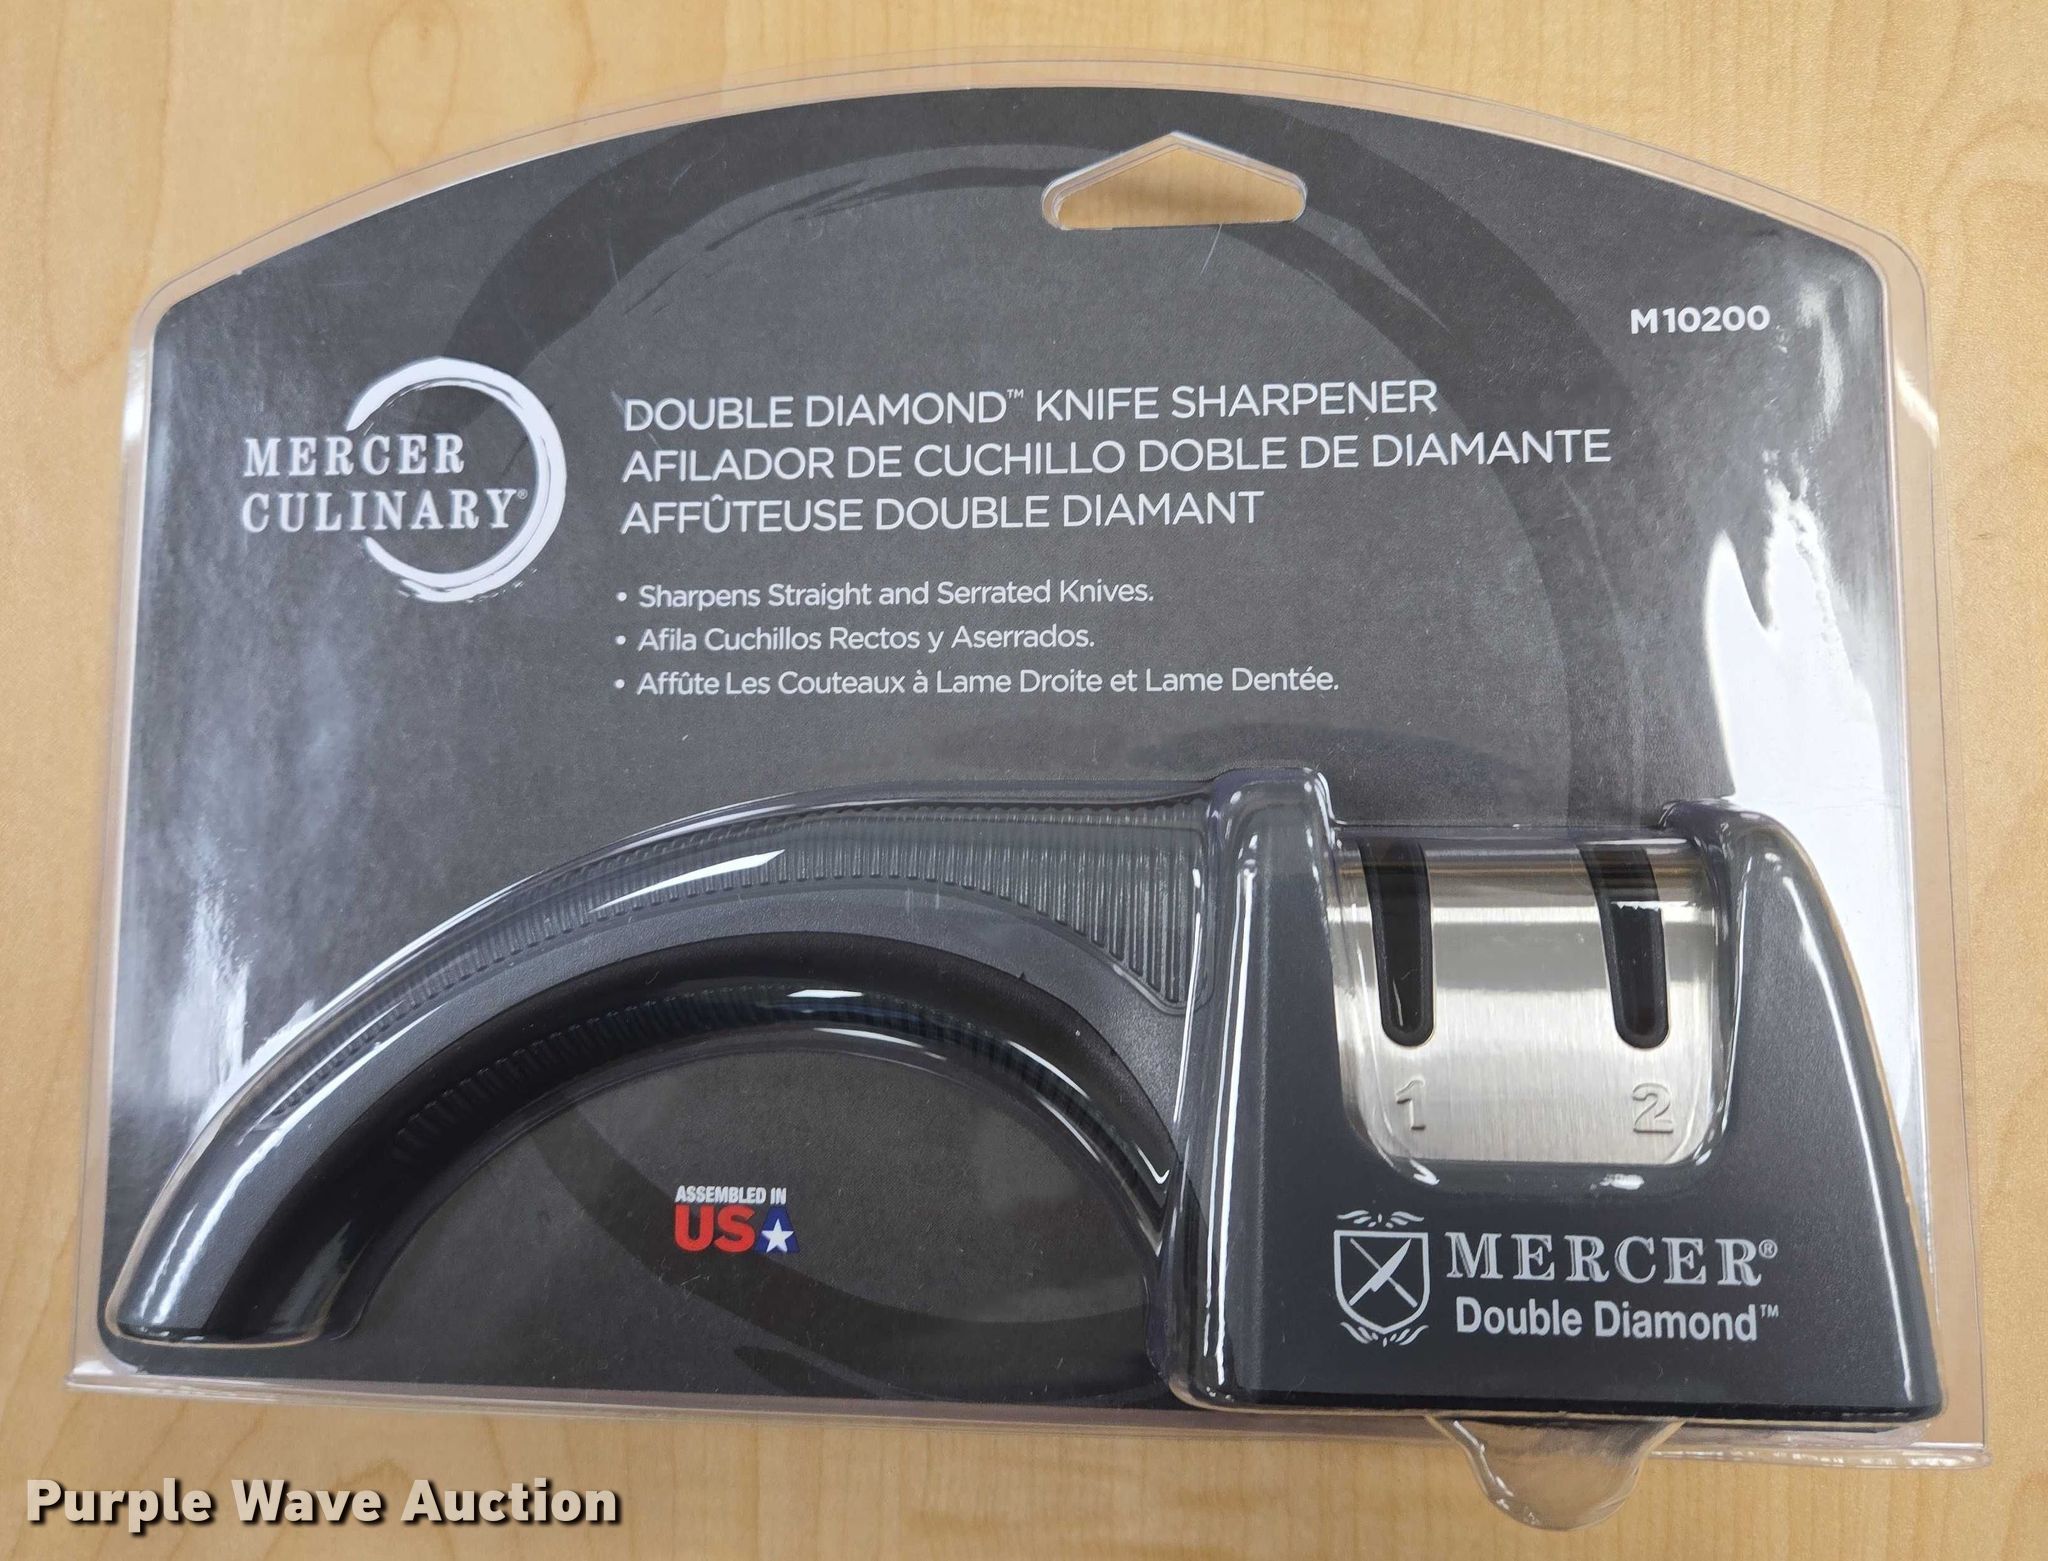 M10200
MERCER
CULINARY®
DOUBLE DIAMOND™ KNIFE SHARPENER
AFILADOR DE CUCHILLO DOBLE DE DIAMANTE
AFFÛTEUSE DOUBLE DIAMANT
• Sharpens Straight and Serrated Knives.
• Afila Cuchillos Rectos y Aserrados.
• Affûte Les Couteaux à Lame Droite et Lame Dentée.
1 2
ASSEMBLED IN
USA
MERCER®
Double Diamond™
Purple Wave Auction